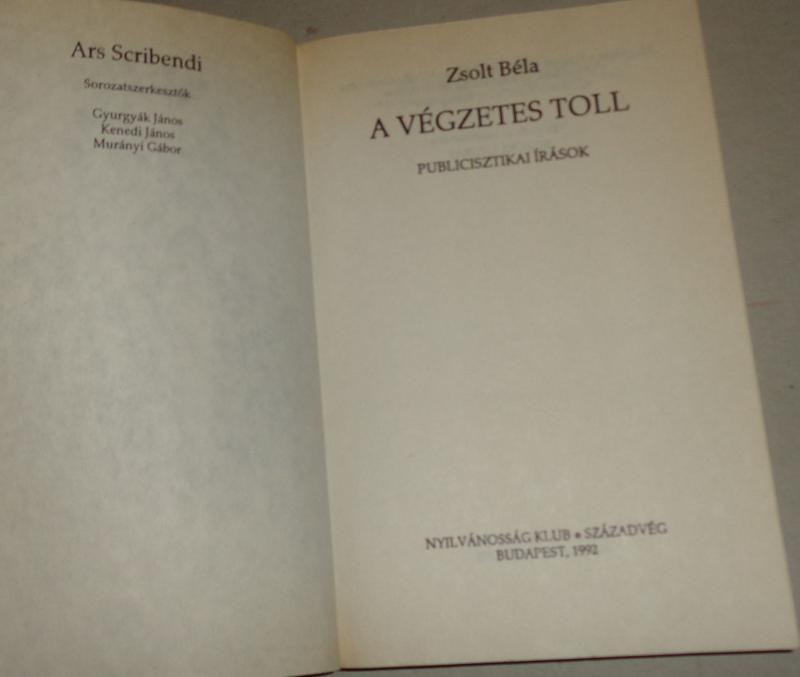 Ars Scribendi
Sorozatszerkesztők
Gyurgyák János
Kenedi János
Murányi Gábor
Zsolt Béla
A VÉGZETES TOLL
PUBLICISZTIKAI ÍRÁSOK
NYILVÁNOSSÁG KLUB • SZÁZADVÉG
BUDAPEST, 1992